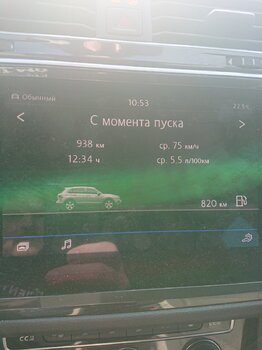 Обычный
10:53
22.5°C
С момента пуска
938 км
ср. 75 км/ч
12:34 ч
ср. 5.5 л/100км
820 км